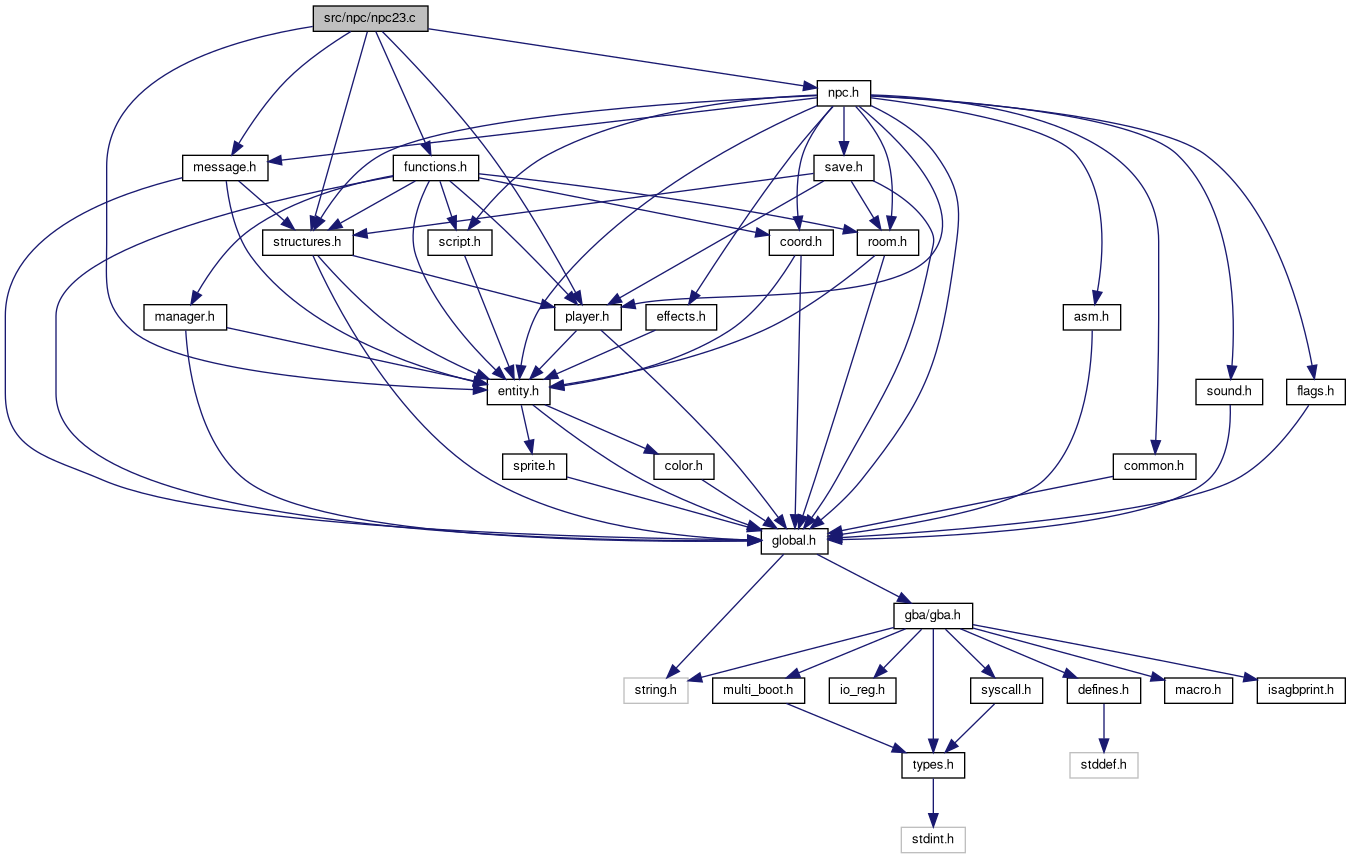 src/npc/npc23.c
npc.h
message.h
functions.h
save.h
structures.h
script.h
coord.h
room.h
manager.h
player.h
effects.h
asm.h
entity.h
sound.h
flags.h
sprite.h
color.h
common.h
global.h
gba/gba.h
string.h
multi_boot.h
io_reg.h
syscall.h
defines.h
macro.h
isagbprint.h
types.h
stddef.h
stdint.h